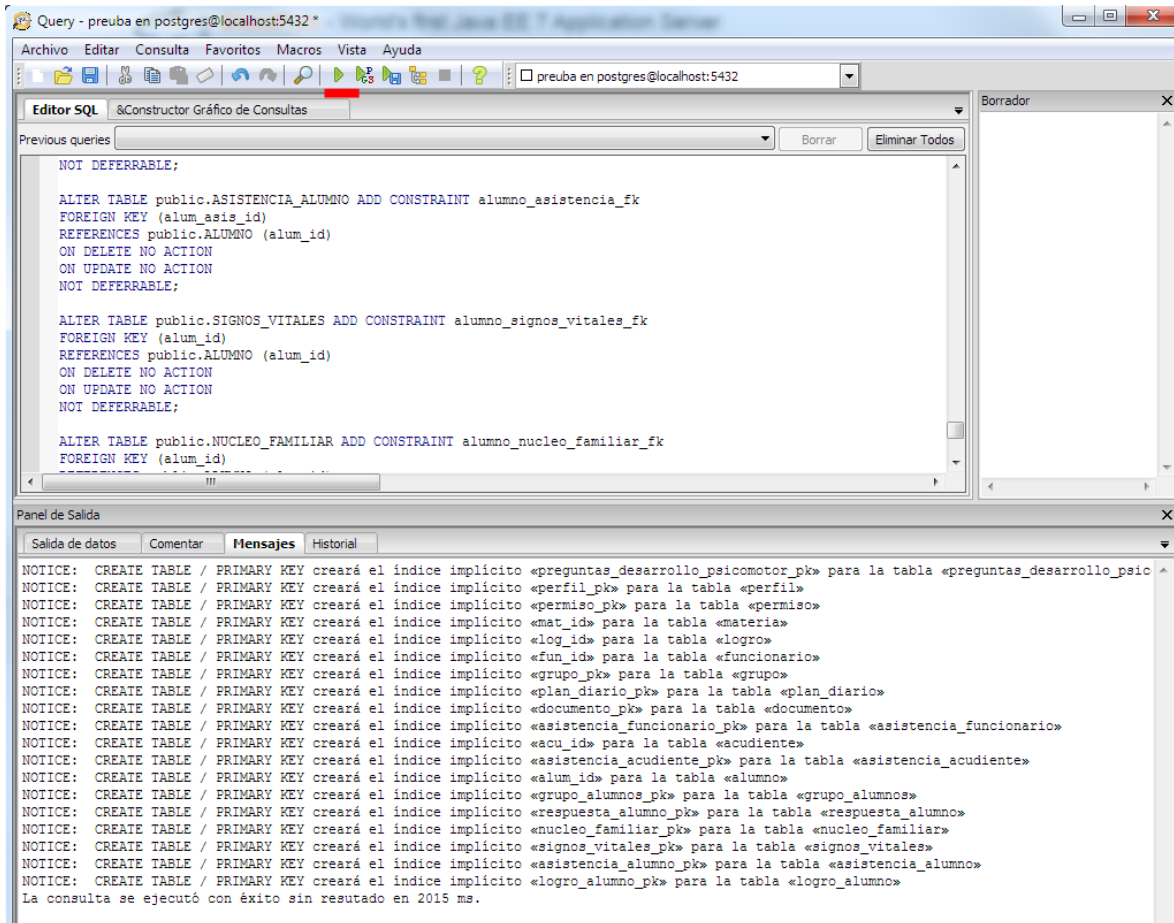 Query - preuba en postgres@localhost:5432 *
World's first Java EE 7 Application Server
Archivo Editar Consulta Favoritos Macros Vista Ayuda
preuba en postgres@localhost:5432
Editor SQL &Constructor Gráfico de Consultas
Borrador
Previous queries
Borrar
Eliminar Todos
NOT DEFERRABLE;
ALTER TABLE public.ASISTENCIA_ALUMNO ADD CONSTRAINT alumno_asistencia_fk
FOREIGN KEY (alum_asis_id)
REFERENCES public.ALUMNO (alum_id)
ON DELETE NO ACTION
ON UPDATE NO ACTION
NOT DEFERRABLE;
ALTER TABLE public.SIGNOS_VITALES ADD CONSTRAINT alumno_signos_vitales_fk
FOREIGN KEY (alum_id)
REFERENCES public.ALUMNO (alum_id)
ON DELETE NO ACTION
ON UPDATE NO ACTION
NOT DEFERRABLE;
ALTER TABLE public.NUCLEO_FAMILIAR ADD CONSTRAINT alumno_nucleo_familiar_fk
FOREIGN KEY (alum_id)
Panel de Salida
Salida de datos Comentar Mensajes Historial
NOTICE: CREATE TABLE / PRIMARY KEY creará el índice implícito «preguntas_desarrollo_psicomotor_pk» para la tabla «preguntas_desarrollo_psic
NOTICE: CREATE TABLE / PRIMARY KEY creará el índice implícito «perfil_pk» para la tabla «perfil»
NOTICE: CREATE TABLE / PRIMARY KEY creará el índice implícito «permiso_pk» para la tabla «permiso»
NOTICE: CREATE TABLE / PRIMARY KEY creará el índice implícito «mat_id» para la tabla «materia»
NOTICE: CREATE TABLE / PRIMARY KEY creará el índice implícito «log_id» para la tabla «logro»
NOTICE: CREATE TABLE / PRIMARY KEY creará el índice implícito «fun_id» para la tabla «funcionario»
NOTICE: CREATE TABLE / PRIMARY KEY creará el índice implícito «grupo_pk» para la tabla «grupo»
NOTICE: CREATE TABLE / PRIMARY KEY creará el índice implícito «plan_diario_pk» para la tabla «plan_diario»
NOTICE: CREATE TABLE / PRIMARY KEY creará el índice implícito «documento_pk» para la tabla «documento»
NOTICE: CREATE TABLE / PRIMARY KEY creará el índice implícito «asistencia_funcionario_pk» para la tabla «asistencia_funcionario»
NOTICE: CREATE TABLE / PRIMARY KEY creará el índice implícito «acu_id» para la tabla «acudiente»
NOTICE: CREATE TABLE / PRIMARY KEY creará el índice implícito «asistencia_acudiente_pk» para la tabla «asistencia_acudiente»
NOTICE: CREATE TABLE / PRIMARY KEY creará el índice implícito «alum_id» para la tabla «alumno»
NOTICE: CREATE TABLE / PRIMARY KEY creará el índice implícito «grupo_alumnos_pk» para la tabla «grupo_alumnos»
NOTICE: CREATE TABLE / PRIMARY KEY creará el índice implícito «respuesta_alumno_pk» para la tabla «respuesta_alumno»
NOTICE: CREATE TABLE / PRIMARY KEY creará el índice implícito «nucleo_familiar_pk» para la tabla «nucleo_familiar»
NOTICE: CREATE TABLE / PRIMARY KEY creará el índice implícito «signos_vitales_pk» para la tabla «signos_vitales»
NOTICE: CREATE TABLE / PRIMARY KEY creará el índice implícito «asistencia_alumno_pk» para la tabla «asistencia_alumno»
NOTICE: CREATE TABLE / PRIMARY KEY creará el índice implícito «logro_alumno_pk» para la tabla «logro_alumno»
La consulta se ejecutó con éxito sin resutado en 2015 ms.